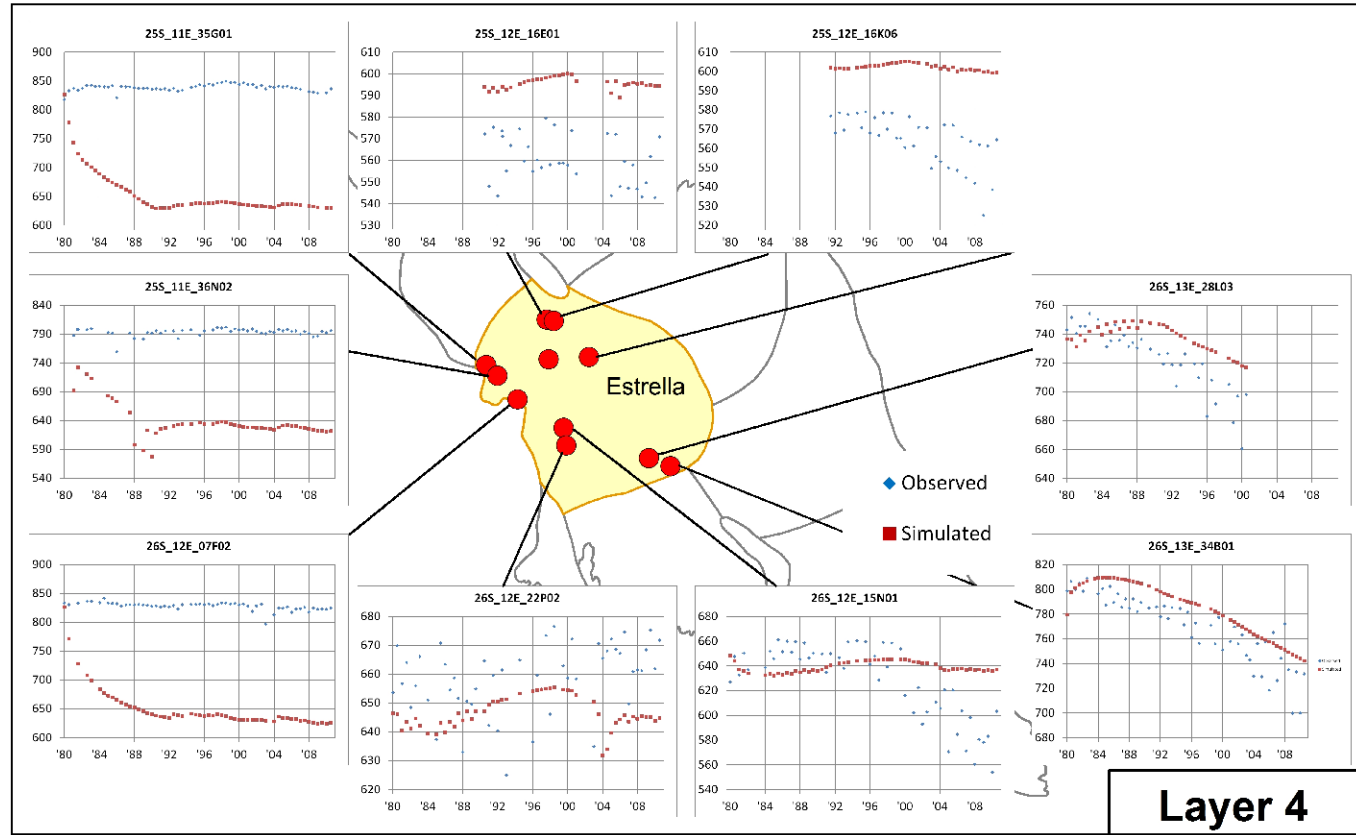 25S_11E_35G01
900
850
800
750
700
650
600
'80 '84 '88 '92 '96 '00 '04 '08
25S_12E_16E01
610
600
590
580
570
560
550
540
530
'80 '84 '88 '92 '96 '00 '04 '08
25S_12E_16K06
610
600
590
580
570
560
550
540
530
520
'80 '84 '88 '92 '96 '00 '04 '08
25S_11E_36N02
840
790
740
690
640
590
540
'80 '84 '88 '92 '96 '00 '04 '08
Estrella
26S_13E_28L03
760
740
720
700
680
660
640
'80 '84 '88 '92 '96 '00 '04 '08
Observed
Simulated
26S_12E_07F02
900
850
800
750
700
650
600
'80 '84 '88 '92 '96 '00 '04 '08
26S_12E_22P02
680
670
660
650
640
630
620
'80 '84 '88 '92 '96 '00 '04 '08
26S_12E_15N01
680
660
640
620
600
580
560
540
'80 '84 '88 '92 '96 '00 '04 '08
26S_13E_34B01
820
800
780
760
740
720
700
680
'80 '84 '88 '92 '96 '00 '04 '08
Observed
Simulated
Layer 4